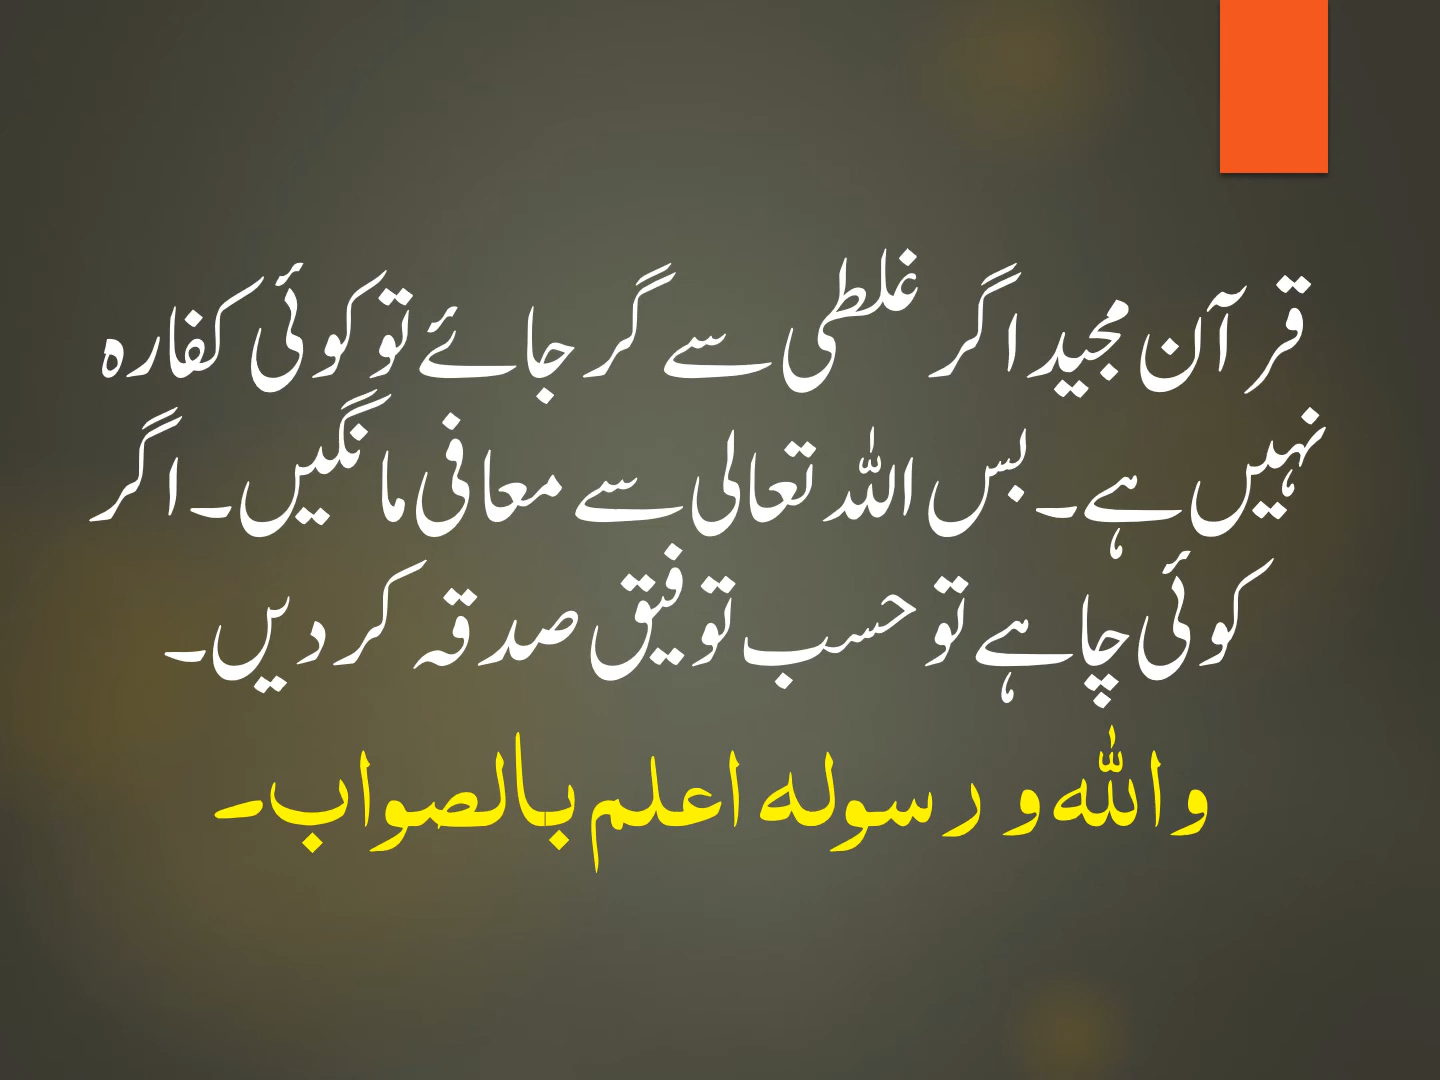 قرآن مجید اگر غلطی سے گر جائے تو کوئی کفارہ
نہیں ہے۔ بس اللہ تعالی سے معافی مانگیں۔ اگر
کوئی چاہے تو حسب توفیق صدقہ کر دیں۔
واللہ و رسولہ اعلم بالصواب۔